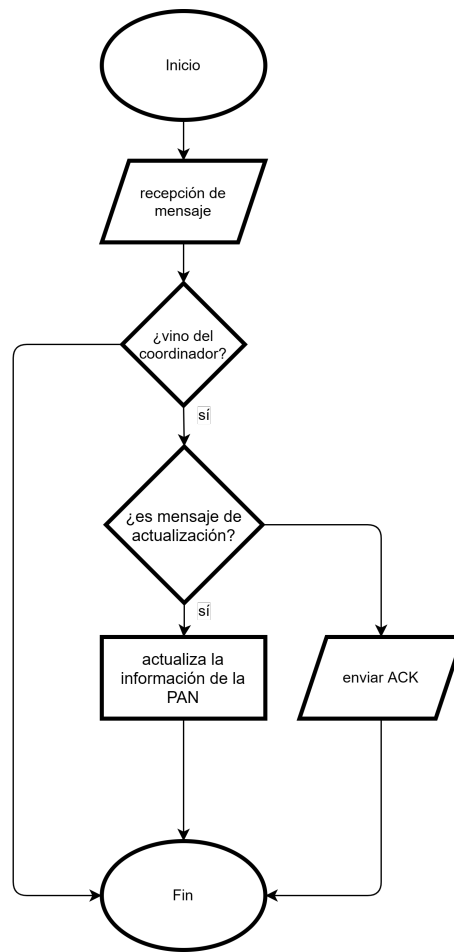 Inicio
recepción de
mensaje
¿vino del
coordinador?
sí
¿es mensaje de
actualización?
sí
actualiza la
información de la
PAN
enviar ACK
Fin